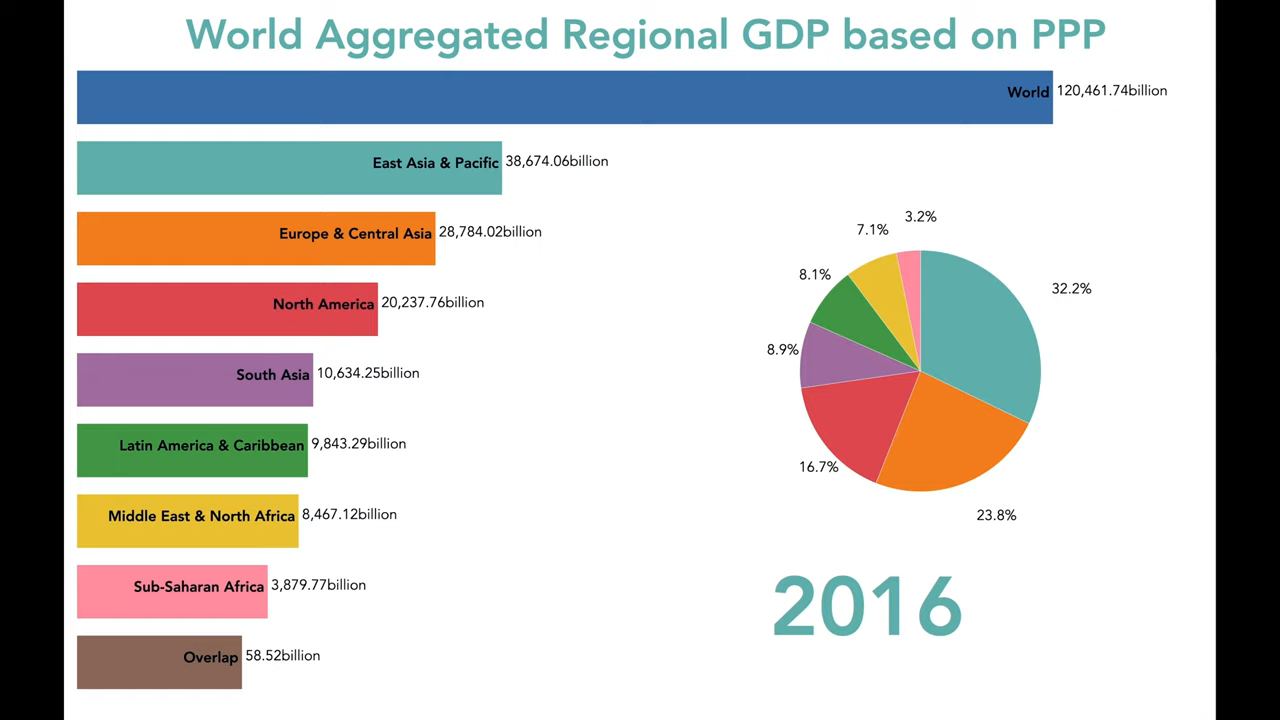 World Aggregated Regional GDP based on PPP
World 120,461.74billion
East Asia & Pacific 38,674.06billion
Europe & Central Asia 28,784.02billion
North America 20,237.76billion
South Asia 10,634.25billion
Latin America & Caribbean 9,843.29billion
Middle East & North Africa 8,467.12billion
Sub-Saharan Africa 3,879.77billion
Overlap 58.52billion
3.2%
7.1%
8.1%
32.2%
8.9%
16.7%
23.8%
2016